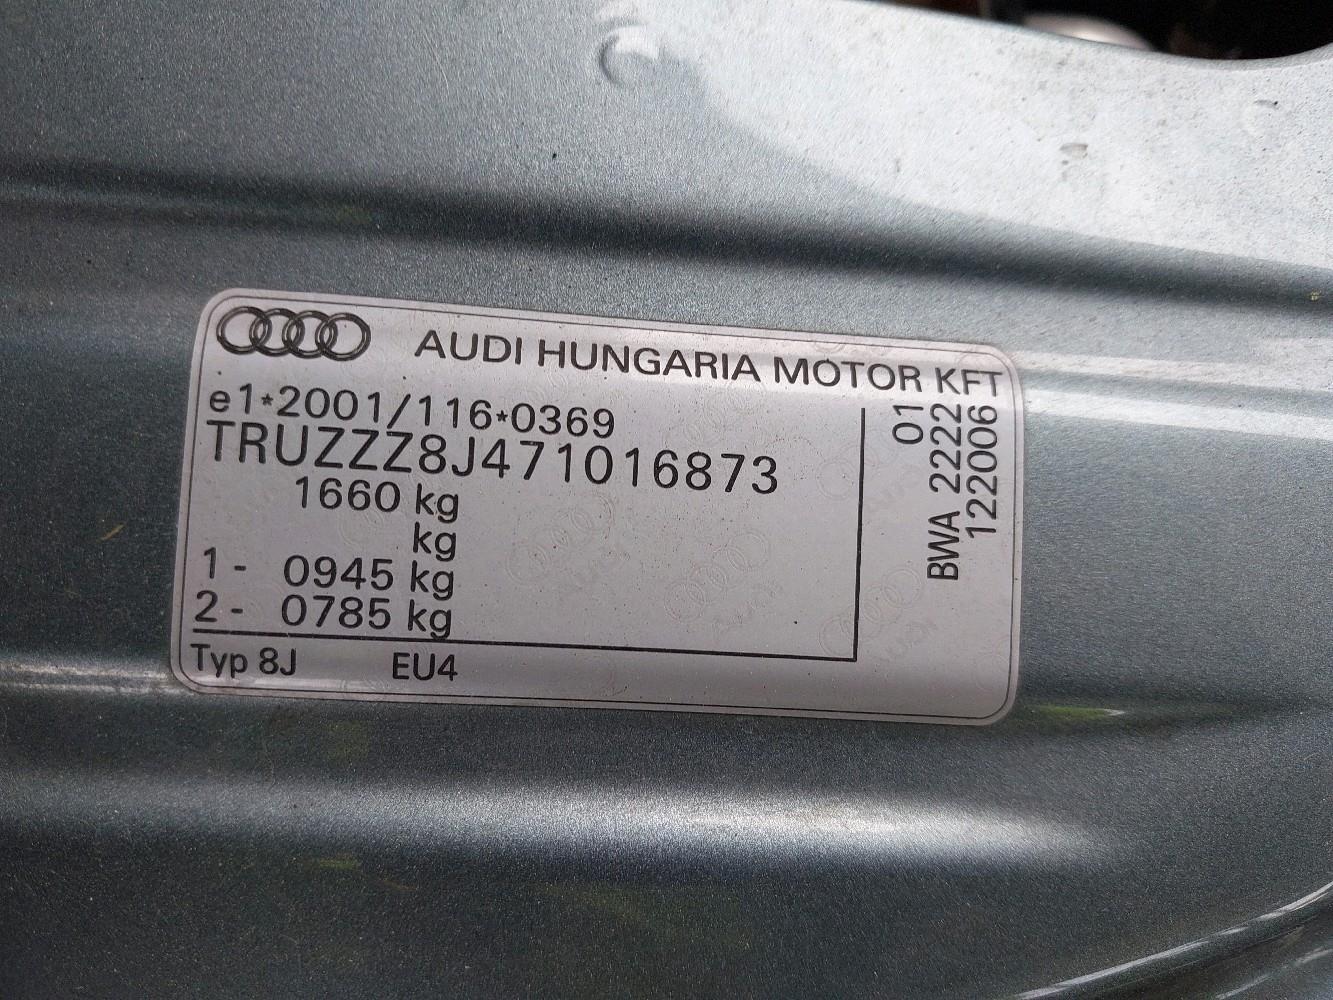 AUDI HUNGARIA MOTOR KFT
e1*2001/116*0369
TRUZZZ8J471016873
1660 kg
kg
1- 0945 kg
2- 0785 kg
Typ 8J EU4
01
BWA 22222
122006